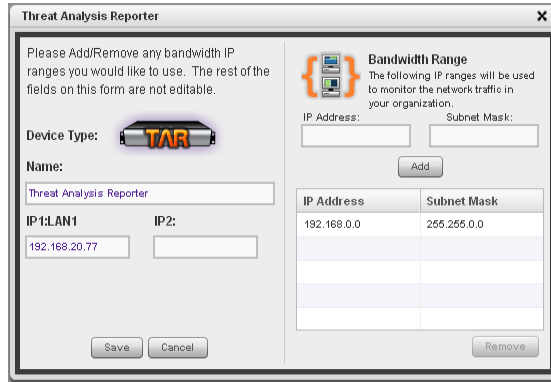 Threat Analysis Reporter
Please Add/Remove any bandwidth IP
ranges you would like to use. The rest of the
fields on this form are not editable.
Device Type:
TAR
Name:
Threat Analysis Reporter
IP1:LAN1
IP2:
192.168.20.77
Save
Cancel
Bandwidth Range
The following IP ranges will be used
to monitor the network traffic in
your organization.
IP Address:
Subnet Mask:
Add
IP Address
Subnet Mask
192.168.0.0
255.255.0.0
Remove